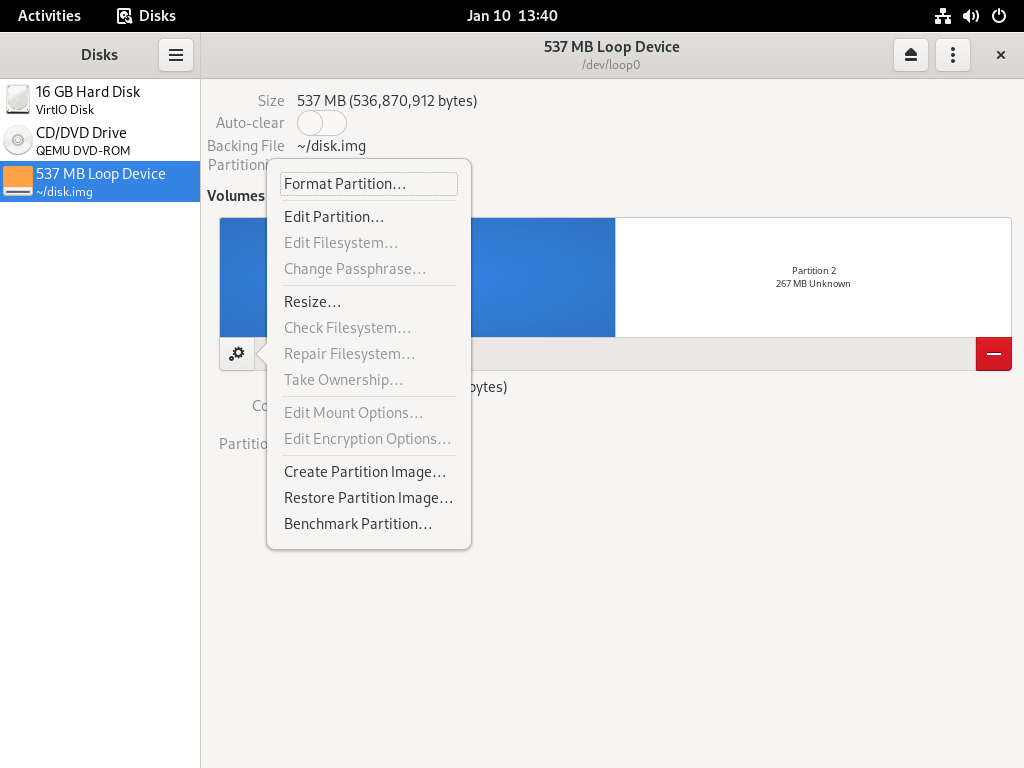 Activities
Disks
Jan 10 13:40
Disks
537 MB Loop Device
/dev/loop0
16 GB Hard Disk
VirtIO Disk
CD/DVD Drive
QEMU DVD-ROM
537 MB Loop Device
~/disk.img
Size 537 MB (536,870,912 bytes)
Auto-clear
Backing File ~/disk.img
Partitioni
Volumes
Partition 2
267 MB Unknown
bytes)
Co
Partitio
Format Partition…
Edit Partition…
Edit Filesystem…
Change Passphrase…
Resize…
Check Filesystem…
Repair Filesystem…
Take Ownership…
Edit Mount Options…
Edit Encryption Options…
Create Partition Image…
Restore Partition Image…
Benchmark Partition…